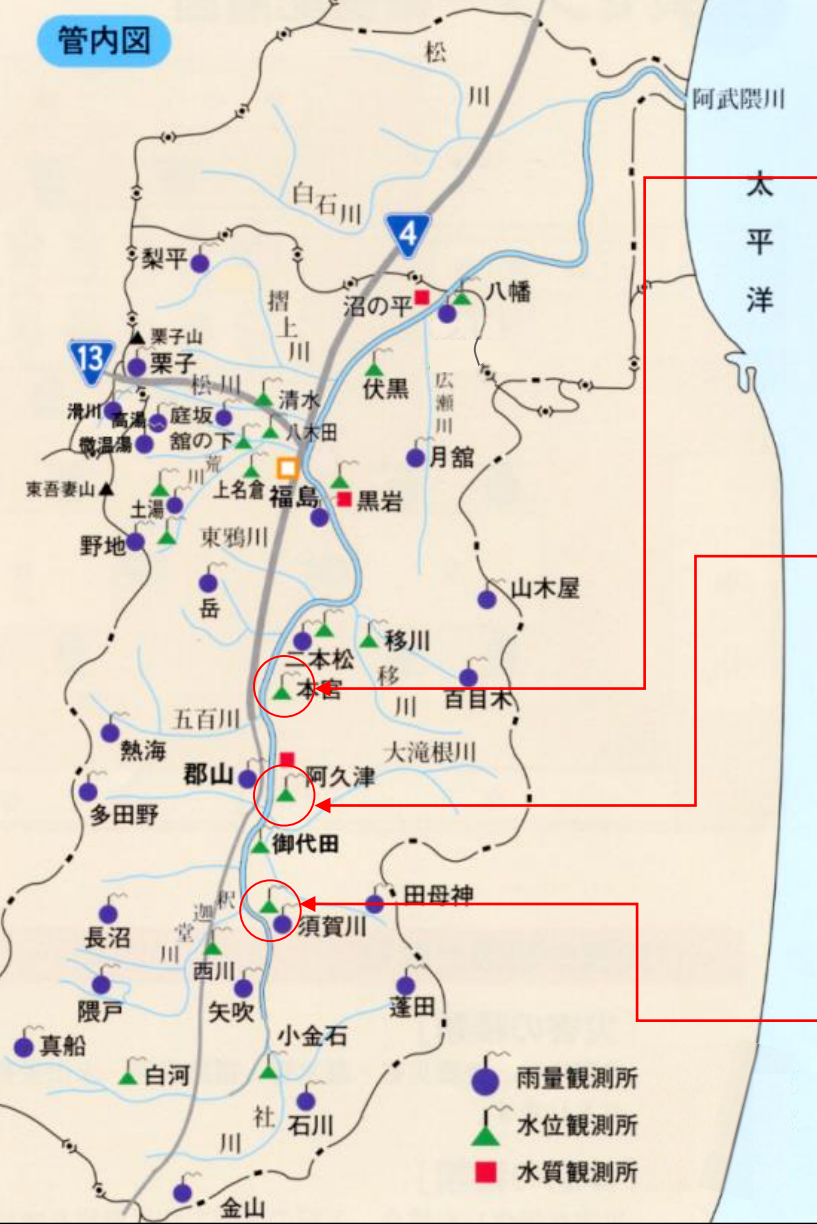 管内図
松川
阿武隈川
太平洋
白石川
4
梨平
摺上川
沼の平
八幡
栗子山
栗子
13
松川
清水
伏黒
広瀬川
滑川
高湯
庭坂
舘の下
八木田
微温湯
月舘
荒川
上名倉
福島
黒岩
東吾妻山
土湯
野地
東鴉川
岳
山木屋
二本松
移川
移川
本宮
百目木
五百川
熱海
大滝根川
郡山
阿久津
多田野
御代田
田母神
釈迦堂川
須賀川
長沼
西川
隈戸
矢吹
蓬田
真船
小金石
白河
社川
石川
金山
雨量観測所
水位観測所
水質観測所